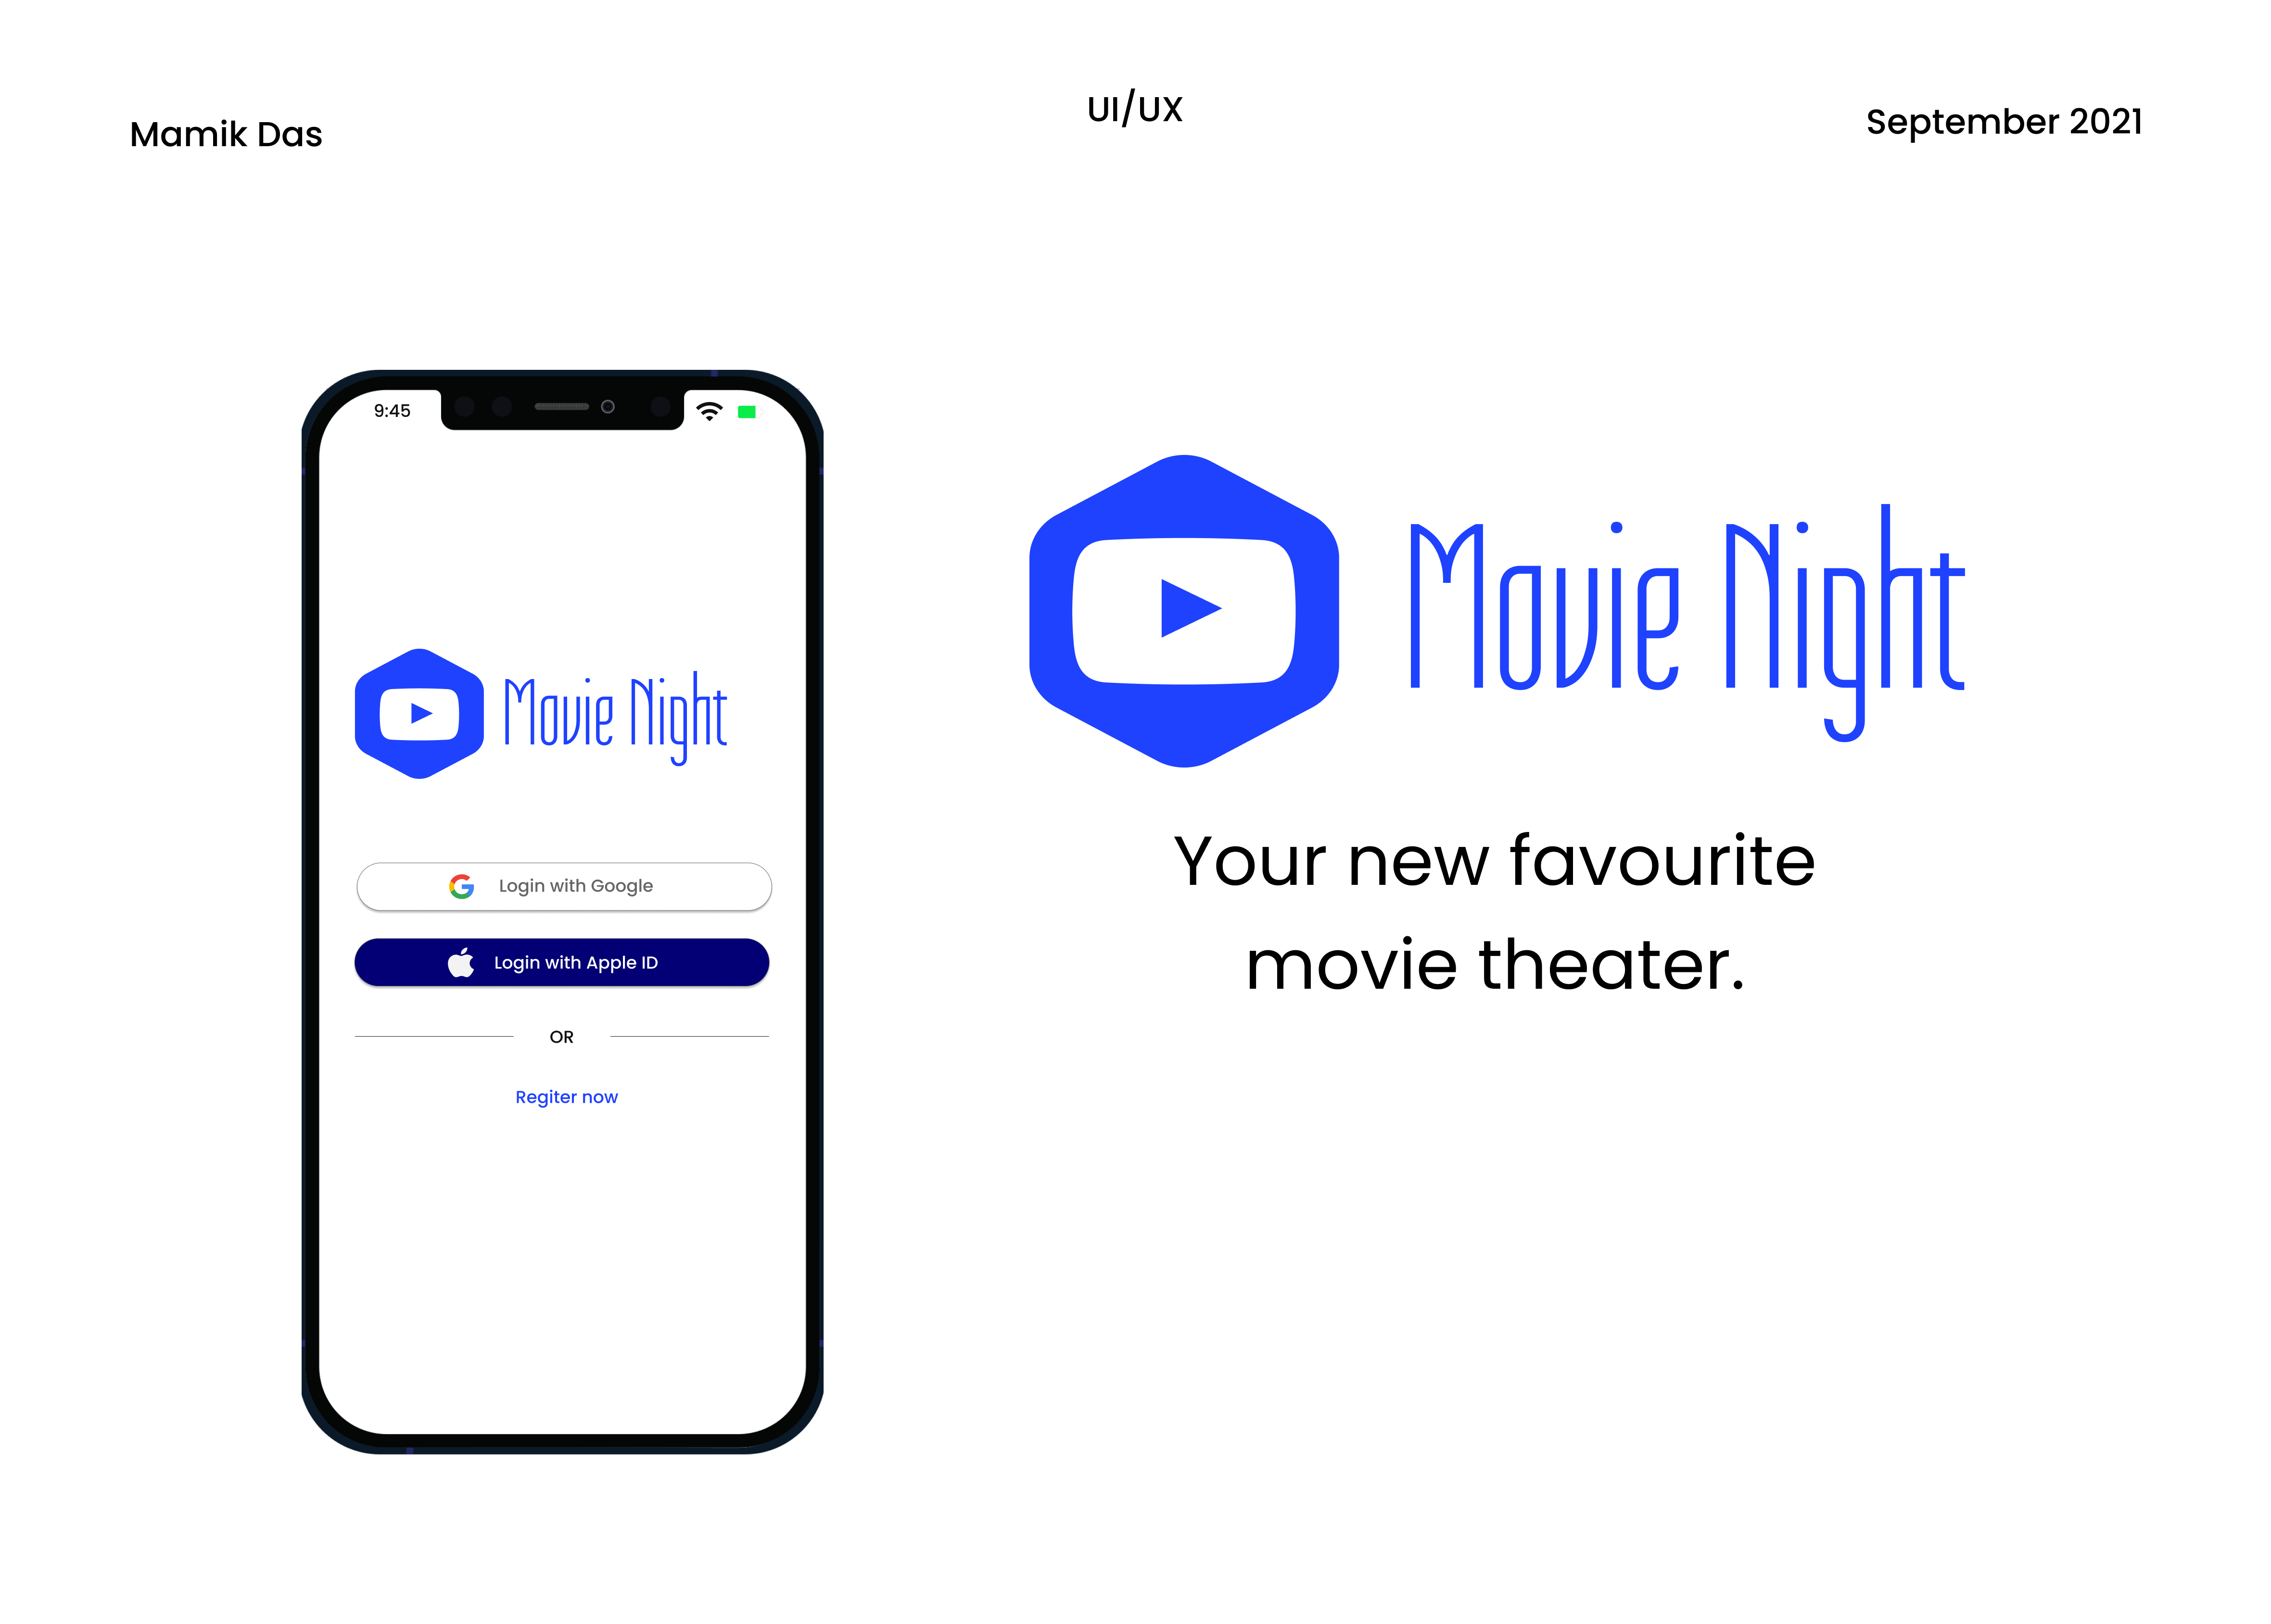 Mamik Das
UI/UX
September 2021
9:45
Movie Night
Login with Google
Login with Apple ID
OR
Regiter now
Movie Night
Your new favourite
movie theater.